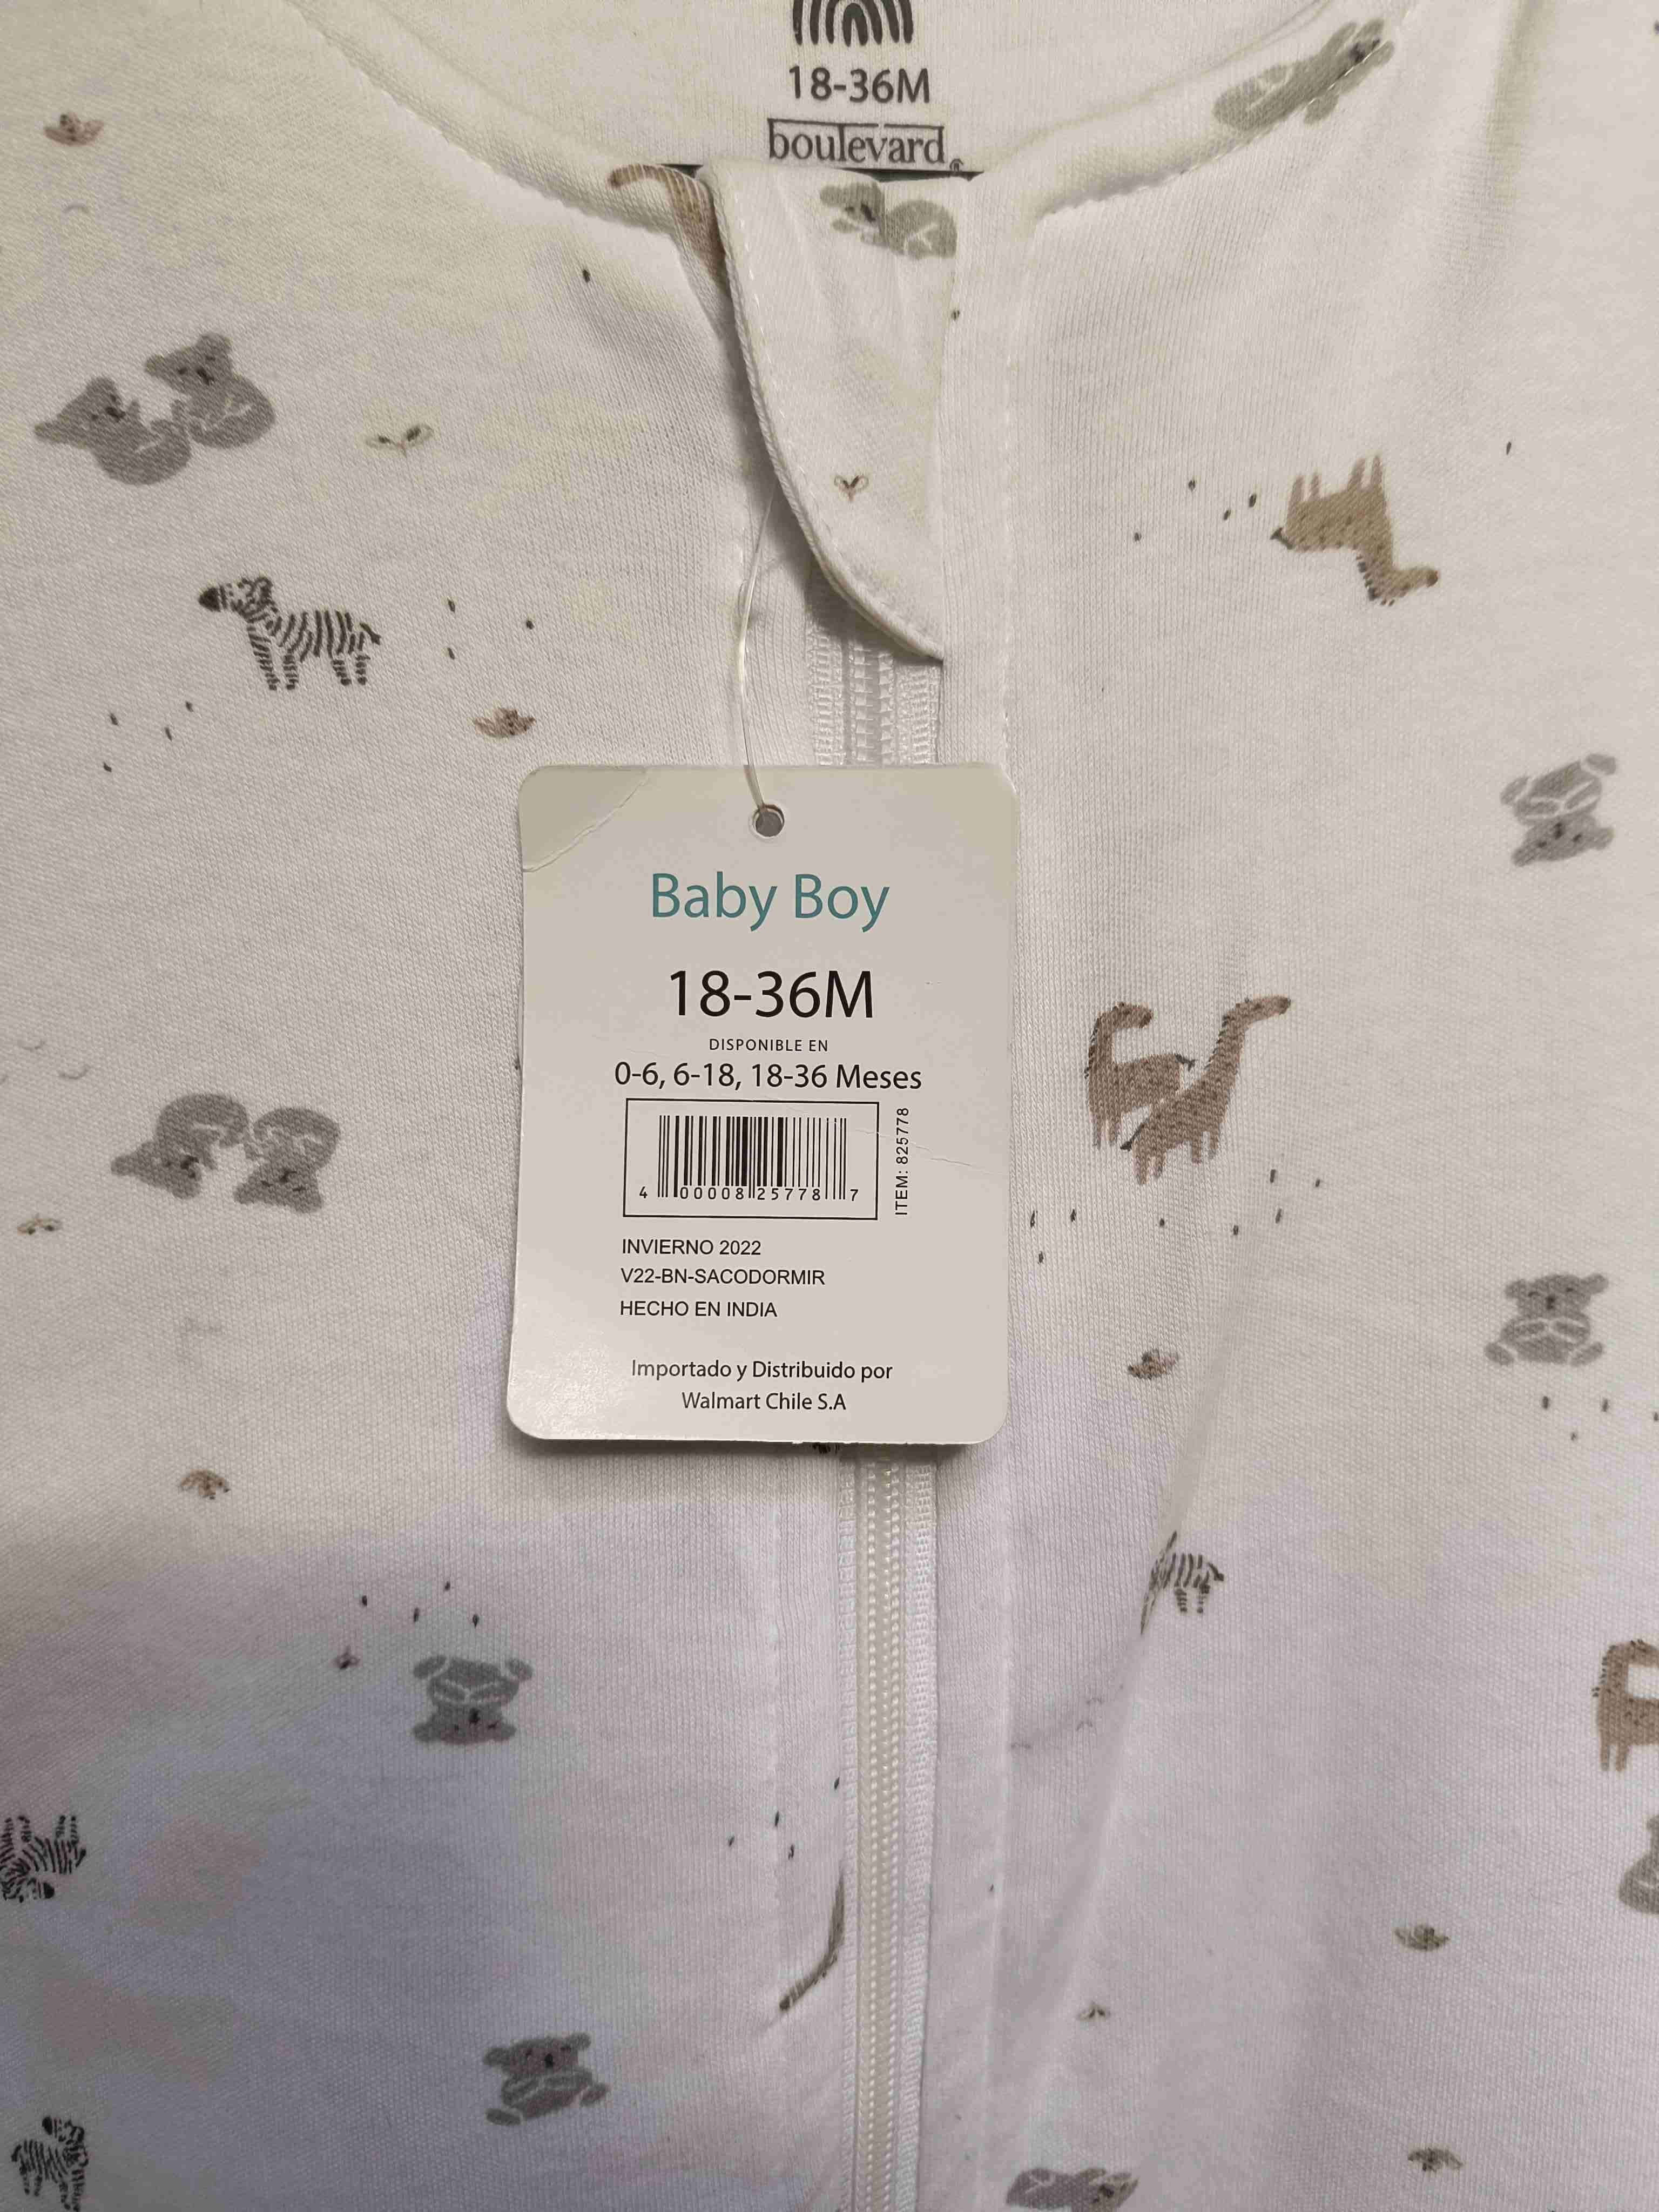 18-36M
boulevard
Baby Boy
18-36M
DISPONIBLE EN
0-6, 6-18, 18-36 Meses
4 000008 257781 7
ITEM: 825778
INVIERNO 2022
V22-BN-SACODORMIR
HECHO EN INDIA
Importado y Distribuido por
Walmart Chile S.A